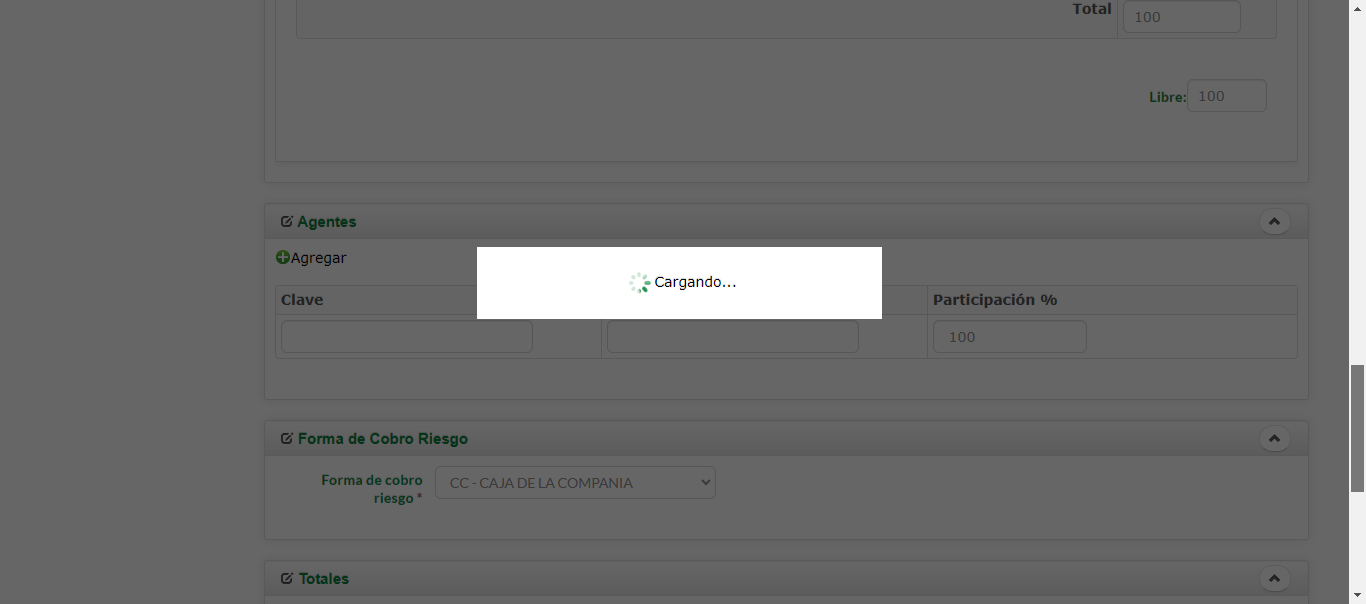 Total 100
Libre: 100
Agentes
Agregar
Cargando...
Clave Participación %
100
Forma de Cobro Riesgo
Forma de cobro
riesgo * CC - CAJA DE LA COMPANIA
Totales